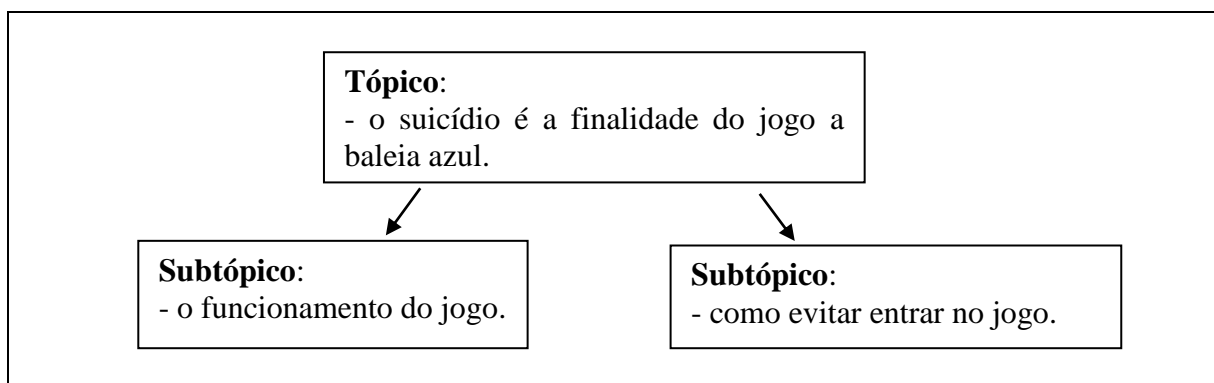 Tópico:
- o suicídio é a finalidade do jogo a
baleia azul.
Subtópico:
- o funcionamento do jogo.
Subtópico:
- como evitar entrar no jogo.